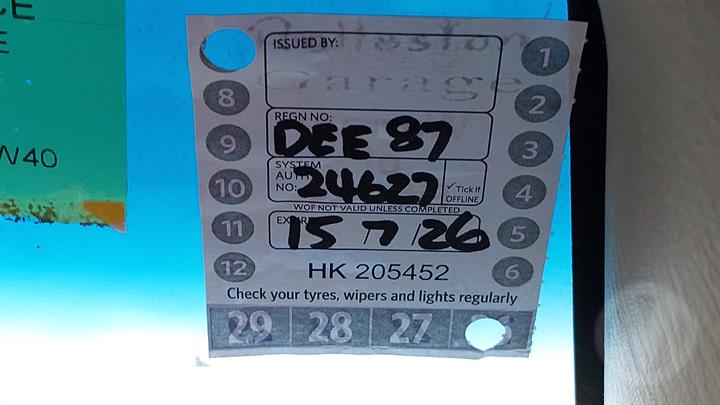 CE
E
W40
ISSUED BY:
Rolleston
Garage
REGN NO:
DEE 87
SYSTEM
AUTH
NO: 24627
✓ Tick if
OFFLINE
WOF NOT VALID UNLESS COMPLETED
15 / 7 / 26
HK 205452
Check your tyres, wipers and lights regularly
8
9
10
11
12
1
2
3
4
5
6
29 28 27